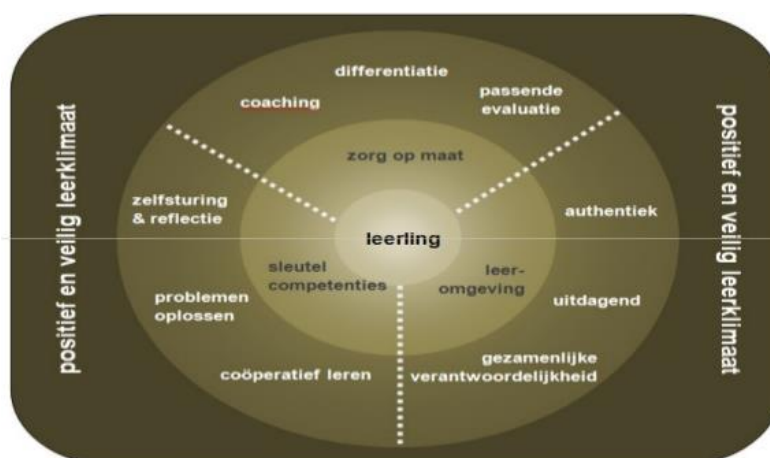 differentiatie
coaching
passende
evaluatie
zorg op maat
positief en veilig leerklimaat
positief en veilig leerklimaat
zelfsturing
& reflectie
authentiek
leerling
sleutel
competenties
leer-
omgeving
problemen
oplossen
uitdagend
coöperatief leren
gezamenlijke
verantwoordelijkheid